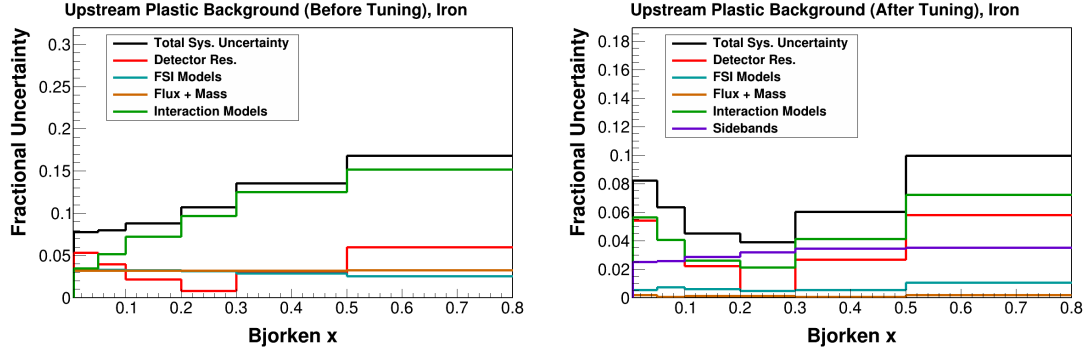 Upstream Plastic Background (Before Tuning), Iron
Fractional Uncertainty
0.3
0.25
0.2
0.15
0.1
0.05
0
Total Sys. Uncertainty
Detector Res.
FSI Models
Flux + Mass
Interaction Models
0.1 0.2 0.3 0.4 0.5 0.6 0.7 0.8
Bjorken x
Upstream Plastic Background (After Tuning), Iron
Fractional Uncertainty
0.18
0.16
0.14
0.12
0.1
0.08
0.06
0.04
0.02
0
Total Sys. Uncertainty
Detector Res.
FSI Models
Flux + Mass
Interaction Models
Sidebands
0.1 0.2 0.3 0.4 0.5 0.6 0.7 0.8
Bjorken x